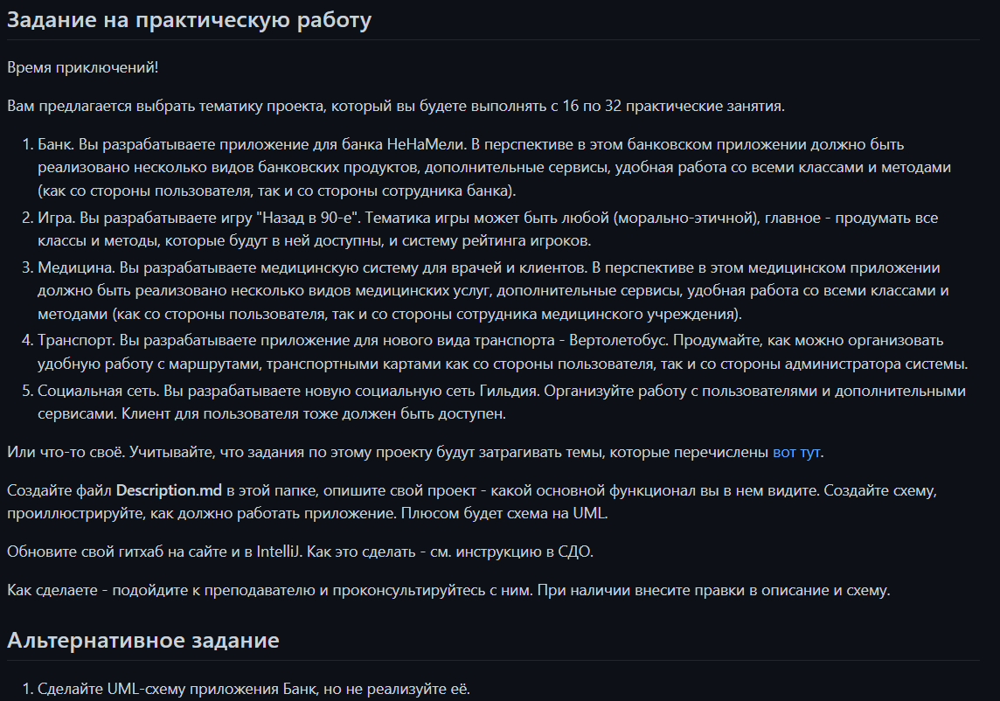 Задание на практическую работу
Время приключений!
Вам предлагается выбрать тематику проекта, который вы будете выполнять с 16 по 32 практические занятия.
1. Банк. Вы разрабатываете приложение для банка НеНаМели. В перспективе в этом банковском приложении должно быть
реализовано несколько видов банковских продуктов, дополнительные сервисы, удобная работа со всеми классами и методами
(как со стороны пользователя, так и со стороны сотрудника банка).
2. Игра. Вы разрабатываете игру "Назад в 90-е". Тематика игры может быть любой (морально-этичной), главное - продумать все
классы и методы, которые будут в ней доступны, и систему рейтинга игроков.
3. Медицина. Вы разрабатываете медицинскую систему для врачей и клиентов. В перспективе в этом медицинском приложении
должно быть реализовано несколько видов медицинских услуг, дополнительные сервисы, удобная работа со всеми классами и
методами (как со стороны пользователя, так и со стороны сотрудника медицинского учреждения).
4. Транспорт. Вы разрабатываете приложение для нового вида транспорта - Вертолетобус. Продумайте, как можно организовать
удобную работу с маршрутами, транспортными картами как со стороны пользователя, так и со стороны администратора системы.
5. Социальная сеть. Вы разрабатываете новую социальную сеть Гильдия. Организуйте работу с пользователями и дополнительными
сервисами. Клиент для пользователя тоже должен быть доступен.
Или что-то своё. Учитывайте, что задания по этому проекту будут затрагивать темы, которые перечислены вот тут.
Создайте файл Description.md в этой папке, опишите свой проект - какой основной функционал вы в нем видите. Создайте схему,
проиллюстрируйте, как должно работать приложение. Плюсом будет схема на UML.
Обновите свой гитхаб на сайте и в IntelliJ. Как это сделать - см. инструкцию в СДО.
Как сделаете - подойдите к преподавателю и проконсультируйтесь с ним. При наличии внесите правки в описание и схему.
Альтернативное задание
1. Сделайте UML-схему приложения Банк, но не реализуйте её.